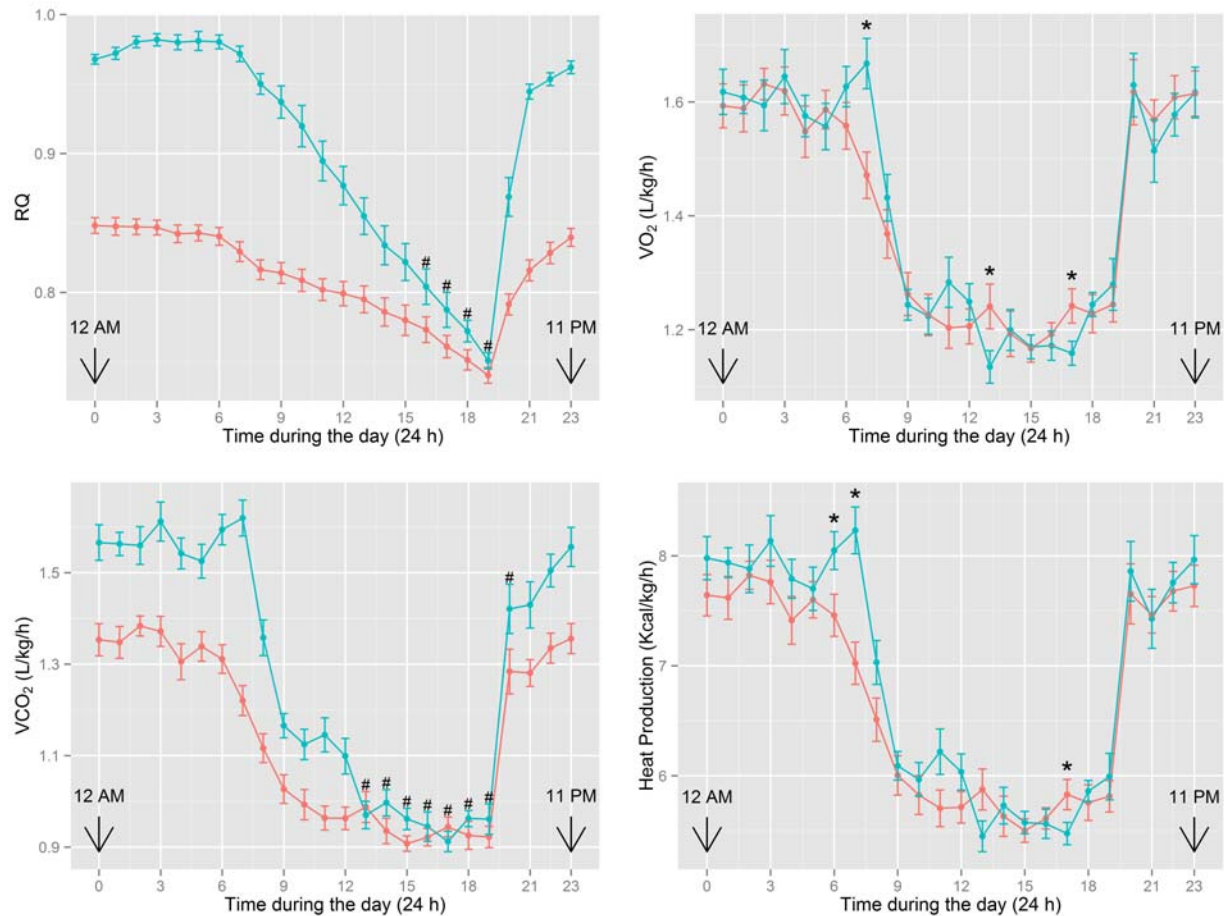 1.0
0.9
0.8
RQ
12 AM
11 PM
#
#
#
#
0 3 6 9 12 15 18 21 23
Time during the day (24 h)
1.6
1.4
1.2
VO₂ (L/kg/h)
12 AM
11 PM
*
*
*
0 3 6 9 12 15 18 21 23
Time during the day (24 h)
1.5
1.3
1.1
0.9
VCO₂ (L/kg/h)
12 AM
11 PM
#
# # # # # # #
0 3 6 9 12 15 18 21 23
Time during the day (24 h)
8
7
6
Heat Production (Kcal/kg/h)
12 AM
11 PM
* *
*
0 3 6 9 12 15 18 21 23
Time during the day (24 h)